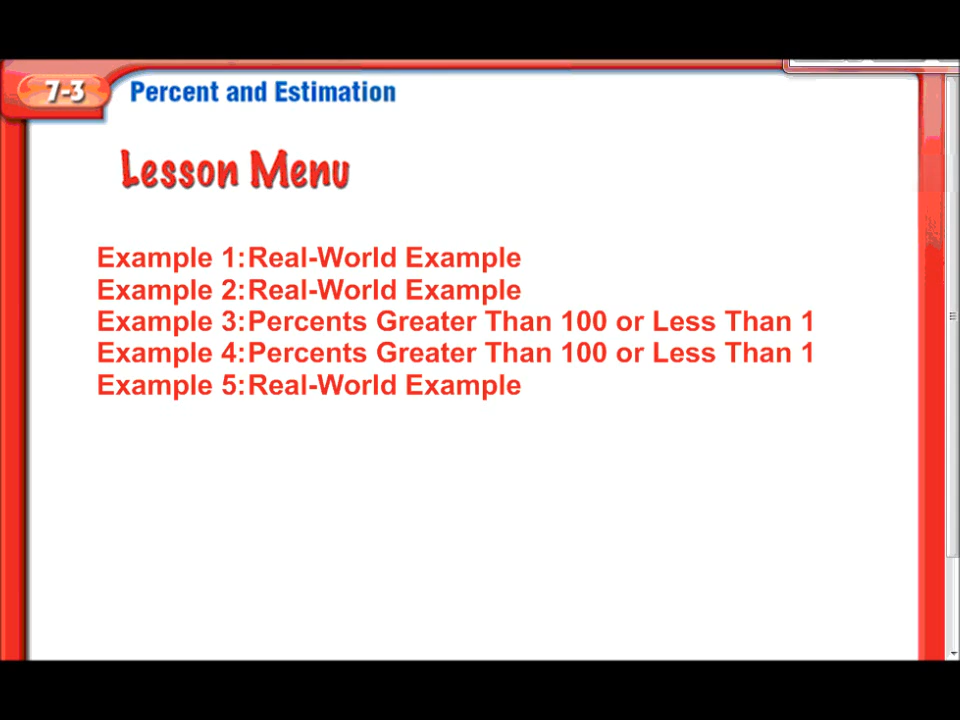 7-3 Percent and Estimation
Lesson Menu
Example 1: Real-World Example
Example 2: Real-World Example
Example 3: Percents Greater Than 100 or Less Than 1
Example 4: Percents Greater Than 100 or Less Than 1
Example 5: Real-World Example